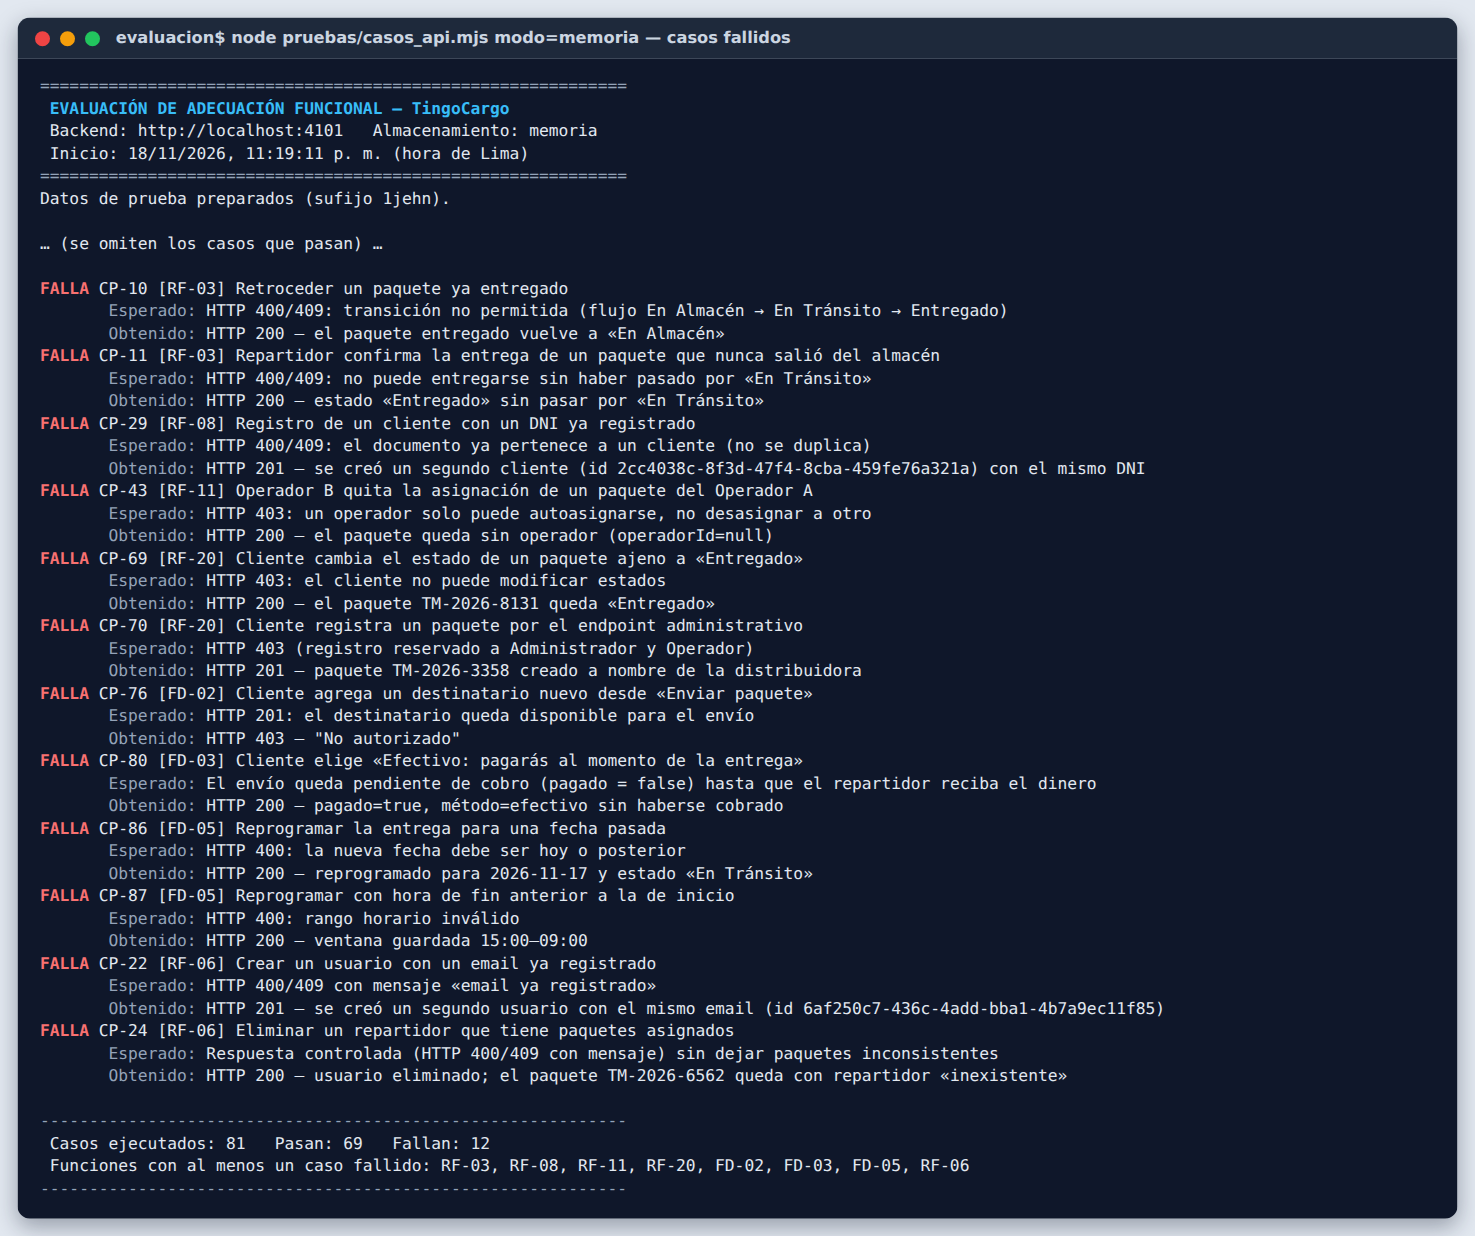 evaluacion$ node pruebas/casos_api.mjs modo=memoria — casos fallidos
============================================================
EVALUACIÓN DE ADECUACIÓN FUNCIONAL — TingoCargo
Backend: http://localhost:4101   Almacenamiento: memoria
Inicio: 18/11/2026, 11:19:11 p. m. (hora de Lima)
============================================================
Datos de prueba preparados (sufijo 1jehn).
… (se omiten los casos que pasan) …
FALLA CP-10 [RF-03] Retroceder un paquete ya entregado
Esperado: HTTP 400/409: transición no permitida (flujo En Almacén → En Tránsito → Entregado)
Obtenido: HTTP 200 — el paquete entregado vuelve a «En Almacén»
FALLA CP-11 [RF-03] Repartidor confirma la entrega de un paquete que nunca salió del almacén
Esperado: HTTP 400/409: no puede entregarse sin haber pasado por «En Tránsito»
Obtenido: HTTP 200 — estado «Entregado» sin pasar por «En Tránsito»
FALLA CP-29 [RF-08] Registro de un cliente con un DNI ya registrado
Esperado: HTTP 400/409: el documento ya pertenece a un cliente (no se duplica)
Obtenido: HTTP 201 — se creó un segundo cliente (id 2cc4038c-8f3d-47f4-8cba-459fe76a321a) con el mismo DNI
FALLA CP-43 [RF-11] Operador B quita la asignación de un paquete del Operador A
Esperado: HTTP 403: un operador solo puede autoasignarse, no desasignar a otro
Obtenido: HTTP 200 — el paquete queda sin operador (operadorId=null)
FALLA CP-69 [RF-20] Cliente cambia el estado de un paquete ajeno a «Entregado»
Esperado: HTTP 403: el cliente no puede modificar estados
Obtenido: HTTP 200 — el paquete TM-2026-8131 queda «Entregado»
FALLA CP-70 [RF-20] Cliente registra un paquete por el endpoint administrativo
Esperado: HTTP 403 (registro reservado a Administrador y Operador)
Obtenido: HTTP 201 — paquete TM-2026-3358 creado a nombre de la distribuidora
FALLA CP-76 [FD-02] Cliente agrega un destinatario nuevo desde «Enviar paquete»
Esperado: HTTP 201: el destinatario queda disponible para el envío
Obtenido: HTTP 403 — "No autorizado"
FALLA CP-80 [FD-03] Cliente elige «Efectivo: pagarás al momento de la entrega»
Esperado: El envío queda pendiente de cobro (pagado = false) hasta que el repartidor reciba el dinero
Obtenido: HTTP 200 — pagado=true, método=efectivo sin haberse cobrado
FALLA CP-86 [FD-05] Reprogramar la entrega para una fecha pasada
Esperado: HTTP 400: la nueva fecha debe ser hoy o posterior
Obtenido: HTTP 200 — reprogramado para 2026-11-17 y estado «En Tránsito»
FALLA CP-87 [FD-05] Reprogramar con hora de fin anterior a la de inicio
Esperado: HTTP 400: rango horario inválido
Obtenido: HTTP 200 — ventana guardada 15:00–09:00
FALLA CP-22 [RF-06] Crear un usuario con un email ya registrado
Esperado: HTTP 400/409 con mensaje «email ya registrado»
Obtenido: HTTP 201 — se creó un segundo usuario con el mismo email (id 6af250c7-436c-4add-bba1-4b7a9ec11f85)
FALLA CP-24 [RF-06] Eliminar un repartidor que tiene paquetes asignados
Esperado: Respuesta controlada (HTTP 400/409 con mensaje) sin dejar paquetes inconsistentes
Obtenido: HTTP 200 — usuario eliminado; el paquete TM-2026-6562 queda con repartidor «inexistente»
------------------------------------------------------------
Casos ejecutados: 81   Pasan: 69   Fallan: 12
Funciones con al menos un caso fallido: RF-03, RF-08, RF-11, RF-20, FD-02, FD-03, FD-05, RF-06
------------------------------------------------------------